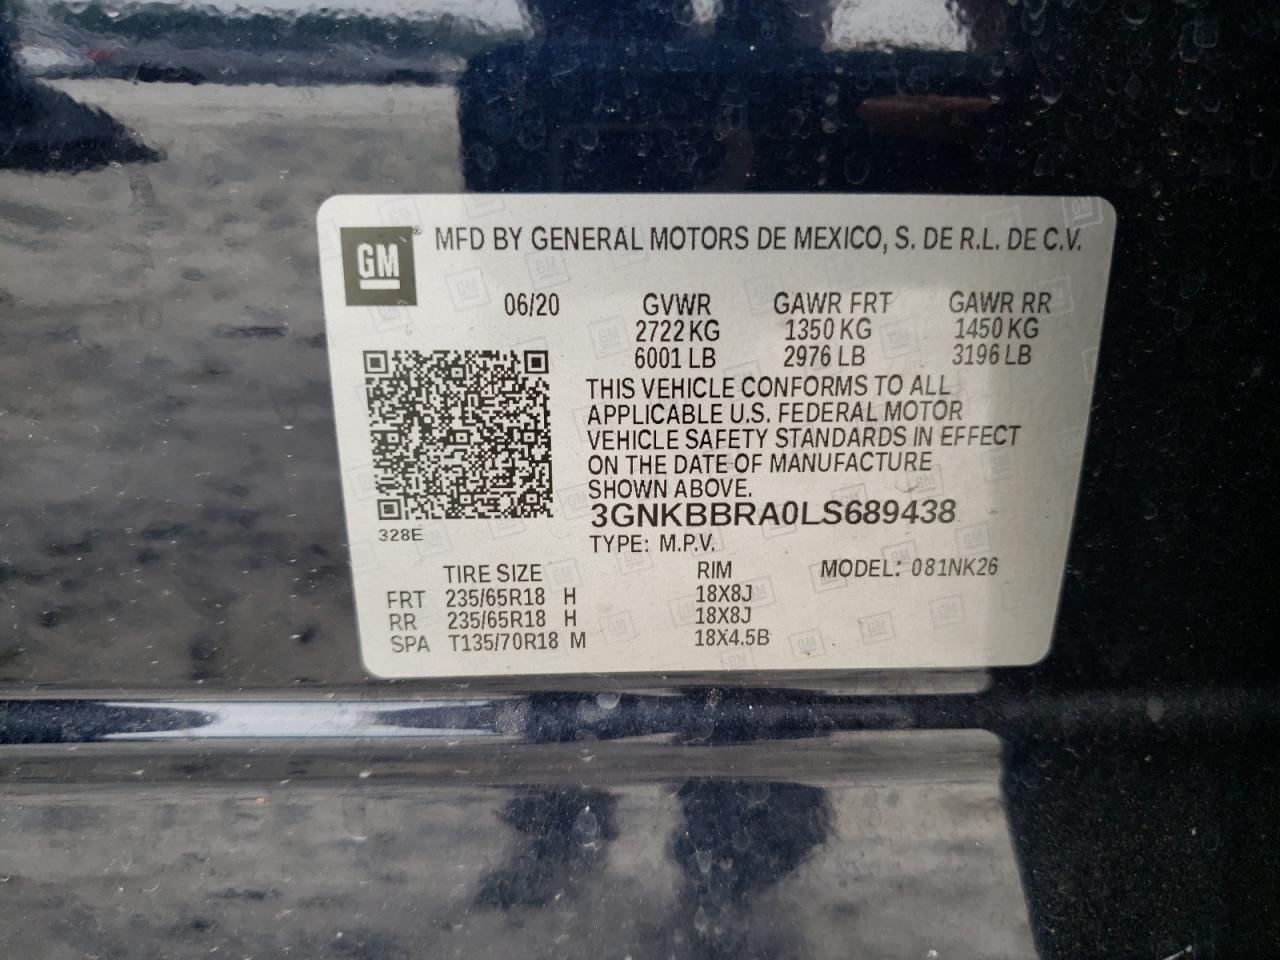 GM® MFD BY GENERAL MOTORS DE MEXICO, S. DE R.L. DE C.V.
06/20 GVWR GAWR FRT GAWR RR
2722 KG 1350 KG 1450 KG
6001 LB 2976 LB 3196 LB
THIS VEHICLE CONFORMS TO ALL
APPLICABLE U.S. FEDERAL MOTOR
VEHICLE SAFETY STANDARDS IN EFFECT
ON THE DATE OF MANUFACTURE
SHOWN ABOVE.
3GNKBBRA0LS689438
328E
TYPE: M.P.V.
TIRE SIZE RIM MODEL: 081NK26
FRT 235/65R18 H 18X8J
RR 235/65R18 H 18X8J
SPA T135/70R18 M 18X4.5B